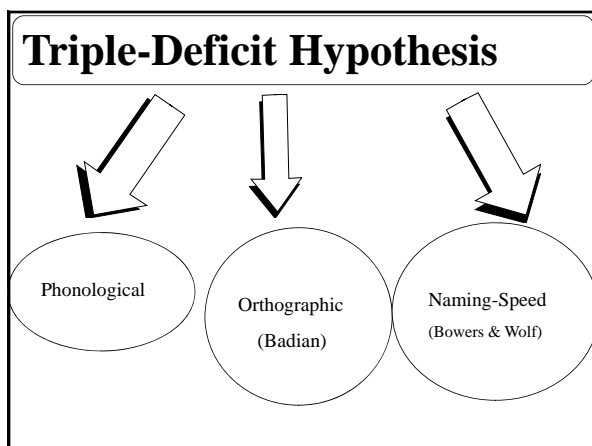 Triple-Deficit Hypothesis
Phonological
Orthographic
(Badian)
Naming-Speed
(Bowers & Wolf)